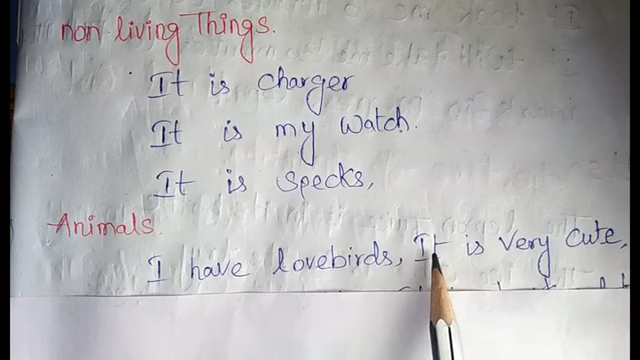 non living Things.
It is charger
It is my watch.
It is specks,
Animals.
I have lovebirds, It is very cute,